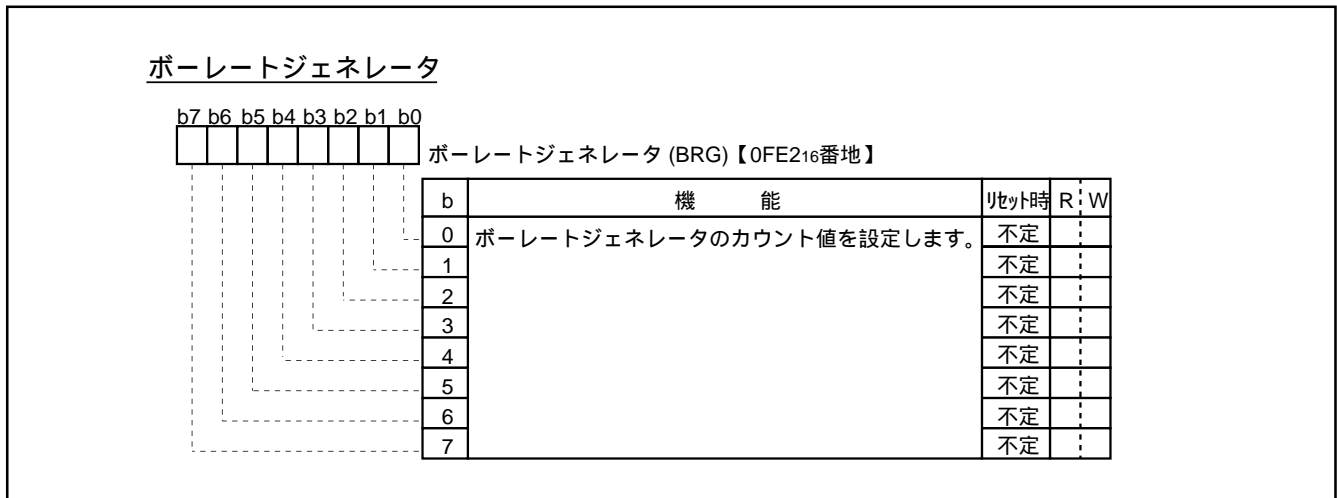 ボーレートジェネレータ
b7 b6 b5 b4 b3 b2 b1 b0
ボーレートジェネレータ (BRG)【0FE216番地】
b 機 能 リセット時 R W
0 ボーレートジェネレータのカウント値を設定します。 不定
1 不定
2 不定
3 不定
4 不定
5 不定
6 不定
7 不定